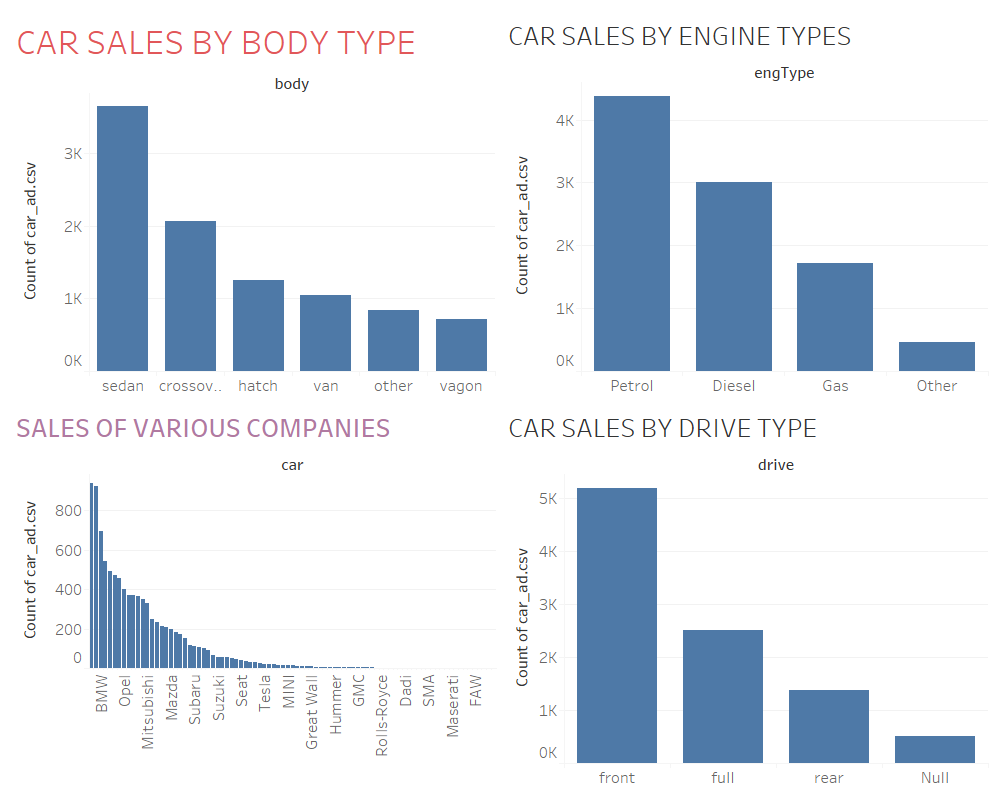 CAR SALES BY BODY TYPE
body
Count of car_ad.csv
3K
2K
1K
0K
sedan crossov.. hatch van other vagon
CAR SALES BY ENGINE TYPES
engType
Count of car_ad.csv
4K
3K
2K
1K
0K
Petrol Diesel Gas Other
SALES OF VARIOUS COMPANIES
car
Count of car_ad.csv
800
600
400
200
0
BMW
Opel
Mitsubishi
Mazda
Subaru
Suzuki
Seat
Tesla
MINI
Great Wall
Hummer
GMC
Rolls-Royce
Dadi
SMA
Maserati
FAW
CAR SALES BY DRIVE TYPE
drive
Count of car_ad.csv
5K
4K
3K
2K
1K
0K
front full rear Null